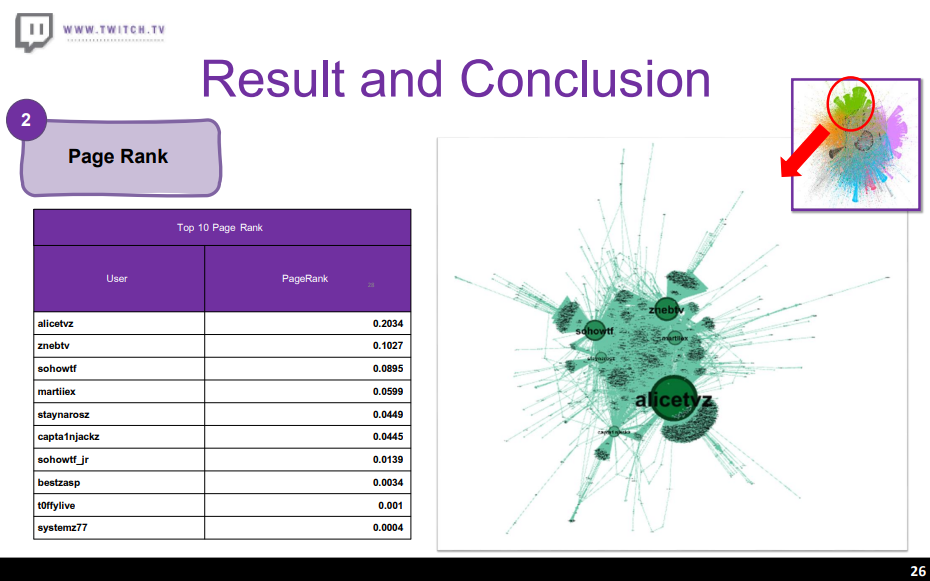 WWW.TWITCH.TV
Result and Conclusion
2
Page Rank
Top 10 Page Rank
User PageRank
28
alicetvz 0.2034
znebtv 0.1027
sohowtf 0.0895
martiiex 0.0599
staynarosz 0.0449
capta1njackz 0.0445
sohowtf_jr 0.0139
bestzasp 0.0034
t0ffylive 0.001
systemz77 0.0004
znebtv
sohowtf
martiiex
staynarosz
alicetvz
capta1njackz
26